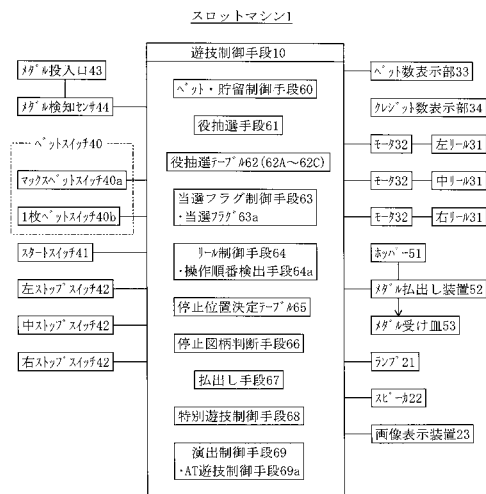 スロットマシン1
遊技制御手段10
メダル投入口43
メダル検知センサ44
ベットスイッチ40
マックスベットスイッチ40a
1枚ベットスイッチ40b
スタートスイッチ41
左ストップスイッチ42
中ストップスイッチ42
右ストップスイッチ42
ベット・貯留制御手段60
役抽選手段61
役抽選テーブル62(62A～62C)
当選フラグ制御手段63
・当選フラグ63a
リール制御手段64
・操作順番検出手段64a
停止位置決定テーブル65
停止図柄判断手段66
払出し手段67
特別遊技制御手段68
演出制御手段69
・AT遊技制御手段69a
ベット数表示部33
クレジット数表示部34
モータ32 左リール31
モータ32 中リール31
モータ32 右リール31
ホッパー51
メダル払出し装置52
メダル受け皿53
ランプ21
スピーカ22
画像表示装置23